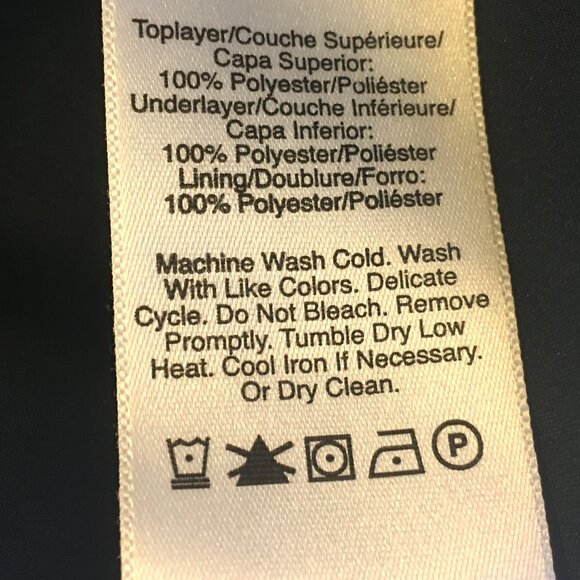 Toplayer/Couche Supérieure/
Capa Superior:
100% Polyester/Poliéster
Underlayer/Couche Inférieure/
Capa Inferior:
100% Polyester/Poliéster
Lining/Doublure/Forro:
100% Polyester/Poliéster
Machine Wash Cold. Wash
With Like Colors. Delicate
Cycle. Do Not Bleach. Remove
Promptly. Tumble Dry Low
Heat. Cool Iron If Necessary.
Or Dry Clean.
P